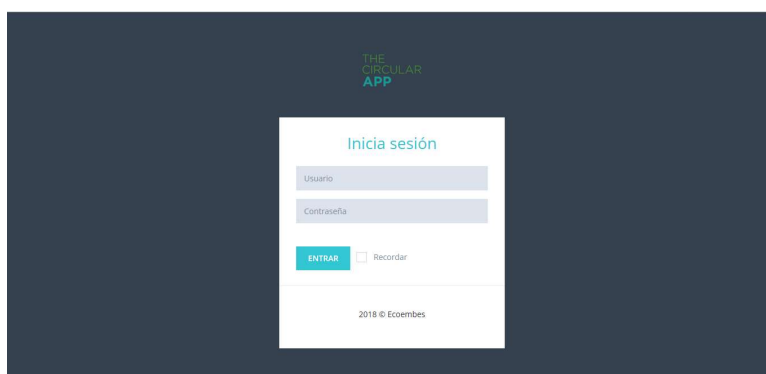 THE
CIRCULAR
APP
Inicia sesión
Usuario
Contraseña
ENTRAR
Recordar
2018 © Ecoembes